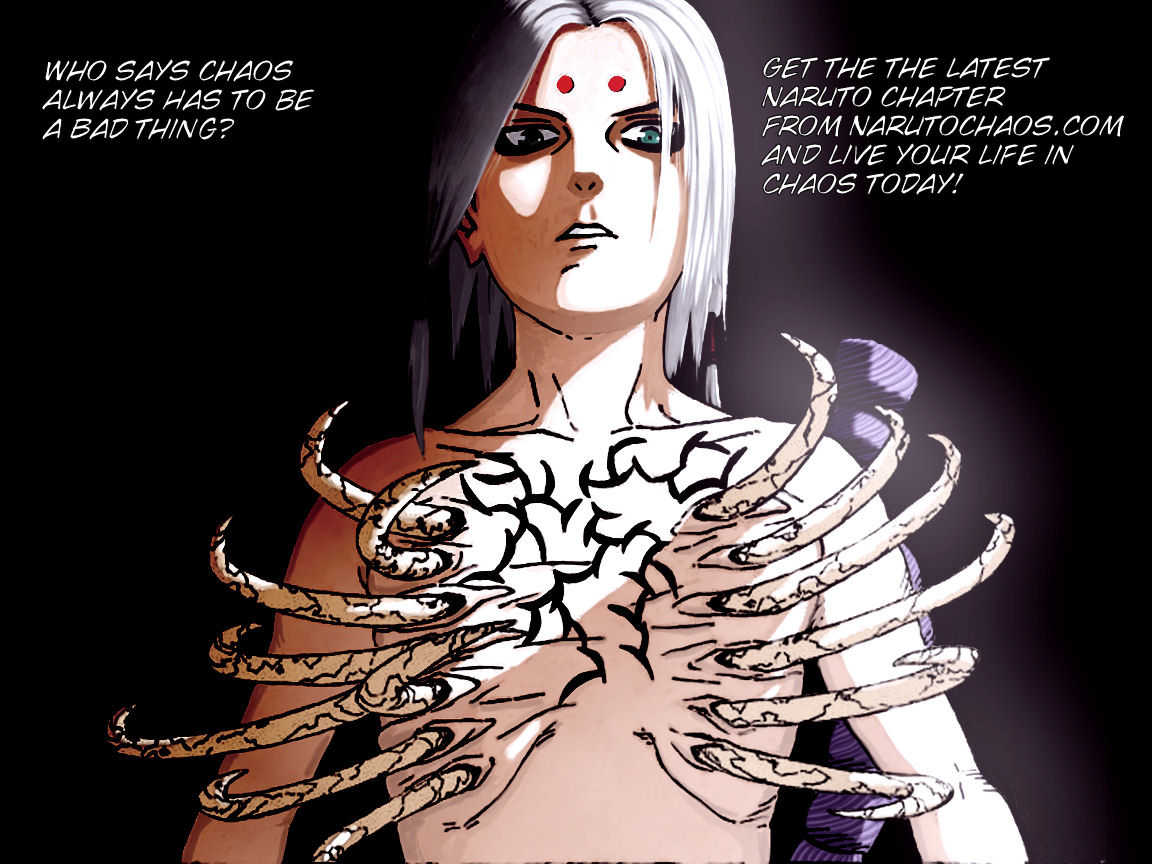 WHO SAYS CHAOS
ALWAYS HAS TO BE
A BAD THING?
GET THE THE LATEST
NARUTO CHAPTER
FROM NARUTOCHAOS.COM
AND LIVE YOUR LIFE IN
CHAOS TODAY!